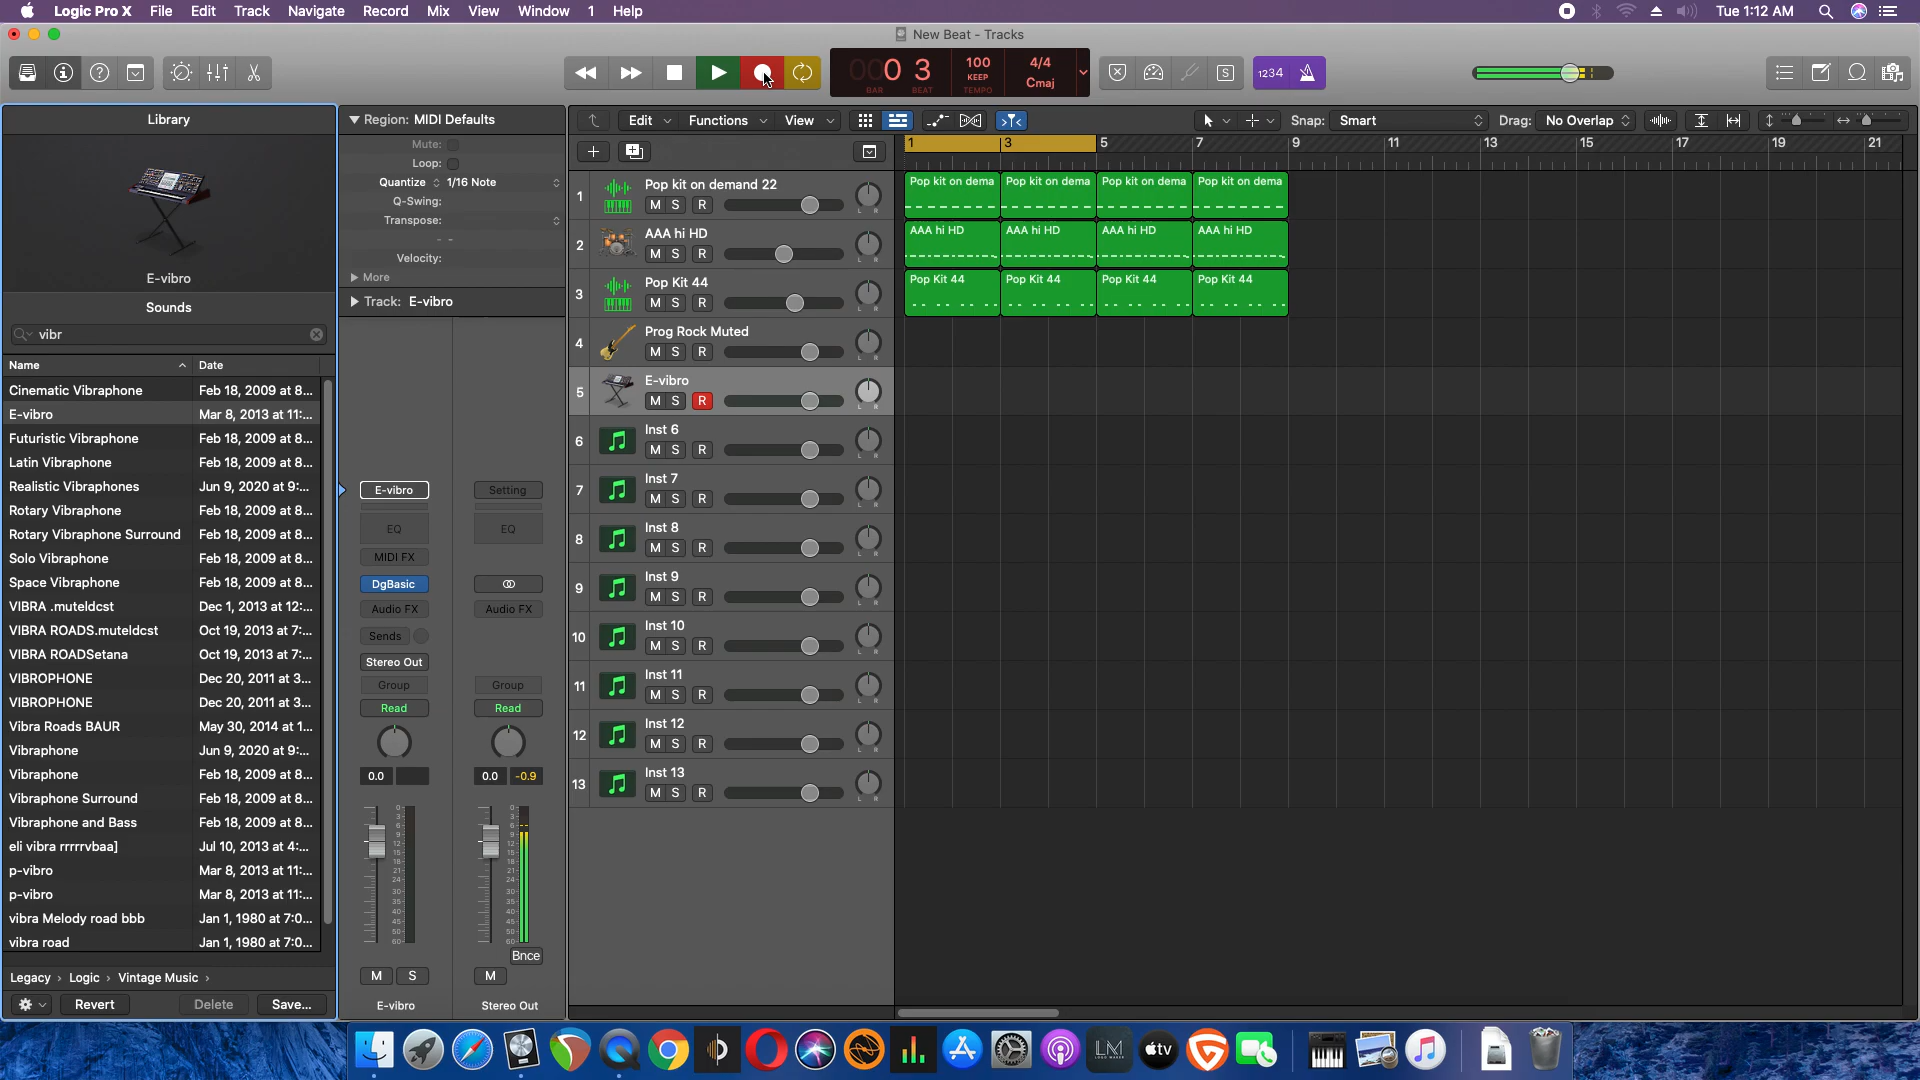 Logic Pro X File Edit Track Navigate Record Mix View Window 1 Help
Tue 1:12 AM
New Beat - Tracks
0 3
BAR BEAT
100
KEEP
TEMPO
4/4
Cmaj
S
1234
Library
E-vibro
Sounds
vibr
Name Date
Cinematic Vibraphone Feb 18, 2009 at 8...
E-vibro Mar 8, 2013 at 11:...
Futuristic Vibraphone Feb 18, 2009 at 8...
Latin Vibraphone Feb 18, 2009 at 8...
Realistic Vibraphones Jun 9, 2020 at 9:...
Rotary Vibraphone Feb 18, 2009 at 8...
Rotary Vibraphone Surround Feb 18, 2009 at 8...
Solo Vibraphone Feb 18, 2009 at 8...
Space Vibraphone Feb 18, 2009 at 8...
VIBRA .muteldcst Dec 1, 2013 at 12:...
VIBRA ROADS.muteldcst Oct 19, 2013 at 7:...
VIBRA ROADSetana Oct 19, 2013 at 7:...
VIBROPHONE Dec 20, 2011 at 3...
VIBROPHONE Dec 20, 2011 at 3...
Vibra Roads BAUR May 30, 2014 at 1...
Vibraphone Jun 9, 2020 at 9:...
Vibraphone Feb 18, 2009 at 8...
Vibraphone Surround Feb 18, 2009 at 8...
Vibraphone and Bass Feb 18, 2009 at 8...
eli vibra rrrrrvbaa] Jul 10, 2013 at 4:...
p-vibro Mar 8, 2013 at 11:...
p-vibro Mar 8, 2013 at 11:...
vibra Melody road bbb Jan 1, 1980 at 7:0...
vibra road Jan 1, 1980 at 7:0...
Legacy › Logic › Vintage Music ›
Revert Delete Save...
Region: MIDI Defaults
Mute:
Loop:
Quantize 1/16 Note
Q-Swing:
Transpose:
- -
Velocity:
More
Track: E-vibro
E-vibro Setting
EQ EQ
MIDI FX
DgBasic
Audio FX Audio FX
Sends
Stereo Out
Group Group
Read Read
0.0 0.0 -0.9
Bnce
M S M
E-vibro Stereo Out
Edit Functions View
Snap: Smart Drag: No Overlap
1 3 5 7 9 11 13 15 17 19 21
1 Pop kit on demand 22
M S R
Pop kit on dema Pop kit on dema Pop kit on dema Pop kit on dema
2 AAA hi HD
M S R
AAA hi HD AAA hi HD AAA hi HD AAA hi HD
3 Pop Kit 44
M S R
Pop Kit 44 Pop Kit 44 Pop Kit 44 Pop Kit 44
4 Prog Rock Muted
M S R
5 E-vibro
M S R
6 Inst 6
M S R
7 Inst 7
M S R
8 Inst 8
M S R
9 Inst 9
M S R
10 Inst 10
M S R
11 Inst 11
M S R
12 Inst 12
M S R
13 Inst 13
M S R
LM
tv